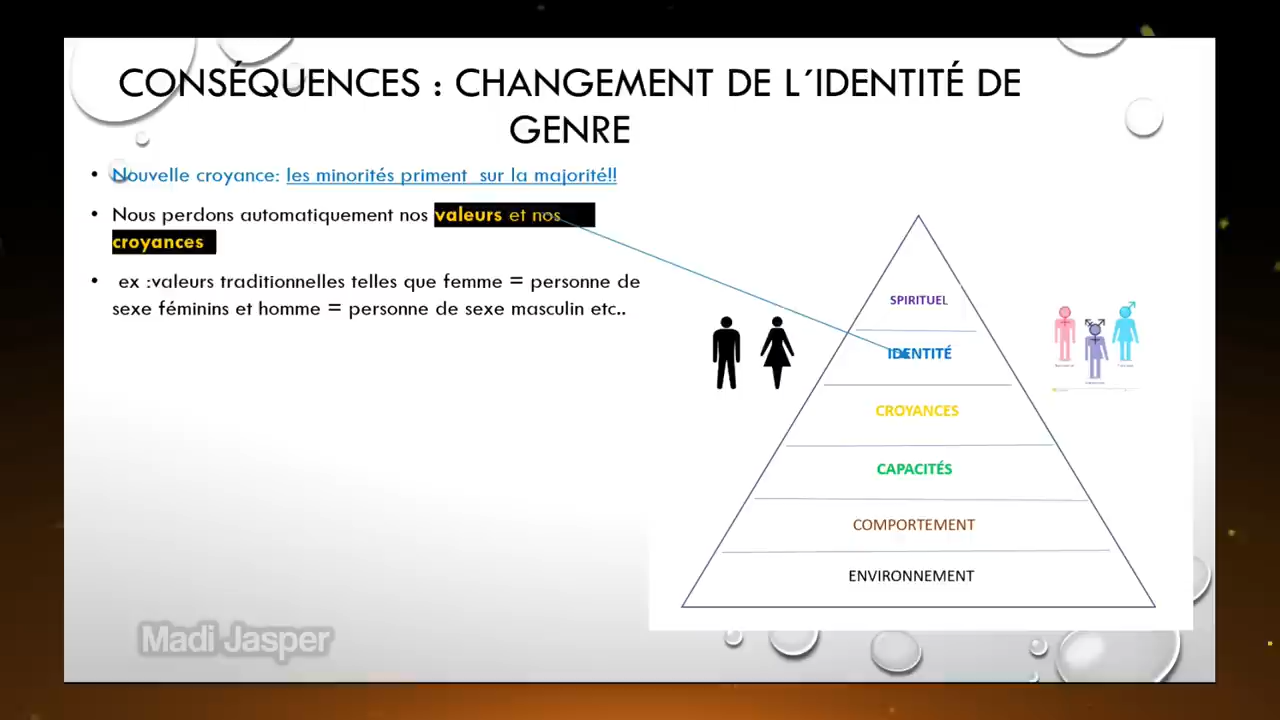 CONSÉQUENCES : CHANGEMENT DE L´IDENTITÉ DE
GENRE
• Nouvelle croyance: les minorités priment sur la majorité!!
• Nous perdons automatiquement nos valeurs et nos
croyances
• ex :valeurs traditionnelles telles que femme = personne de
sexe féminins et homme = personne de sexe masculin etc..
SPIRITUEL
IDENTITÉ
CROYANCES
CAPACITÉS
COMPORTEMENT
ENVIRONNEMENT
Madi Jasper